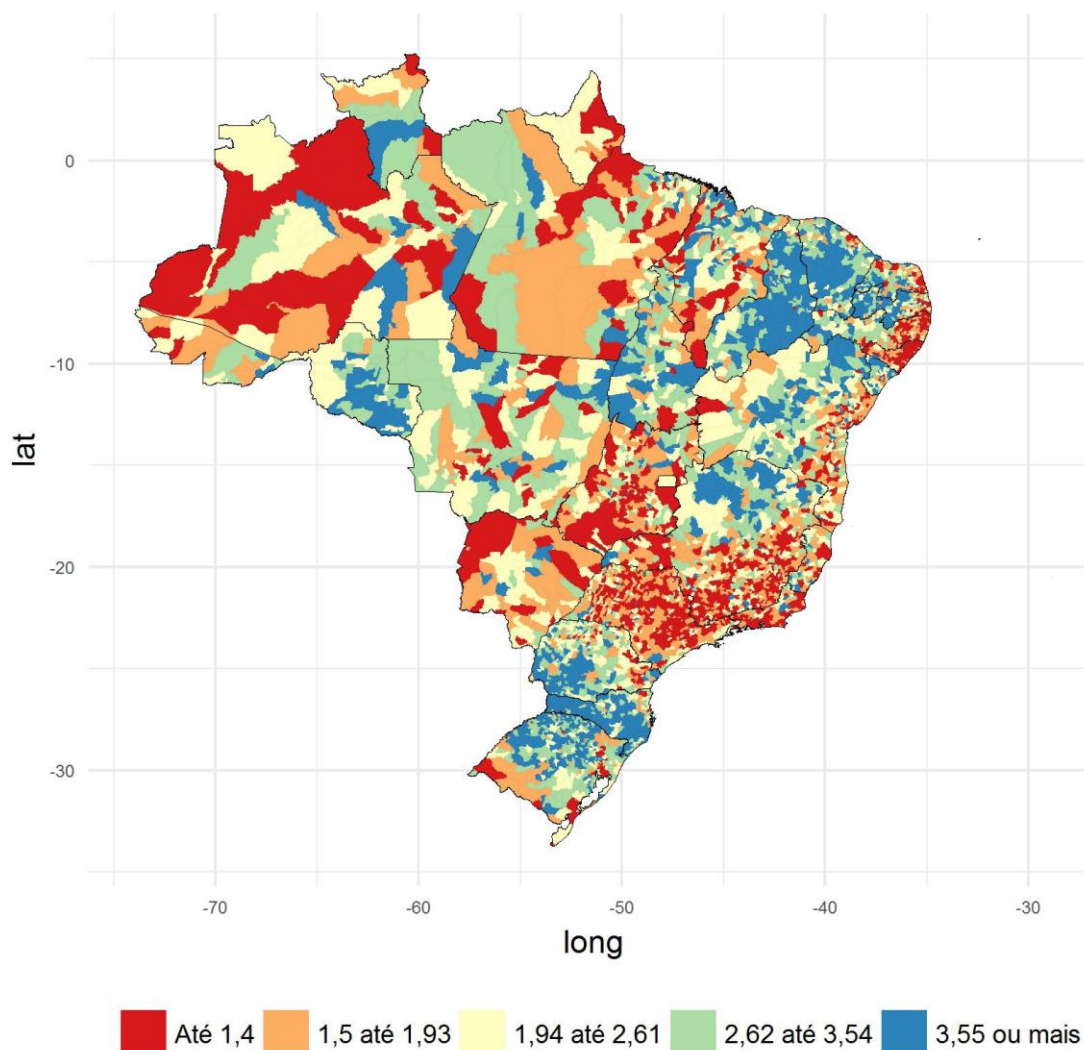 lat
0
-10
-20
-30
-70 -60 -50 -40 -30
long
Até 1,4 1,5 até 1,93 1,94 até 2,61 2,62 até 3,54 3,55 ou mais